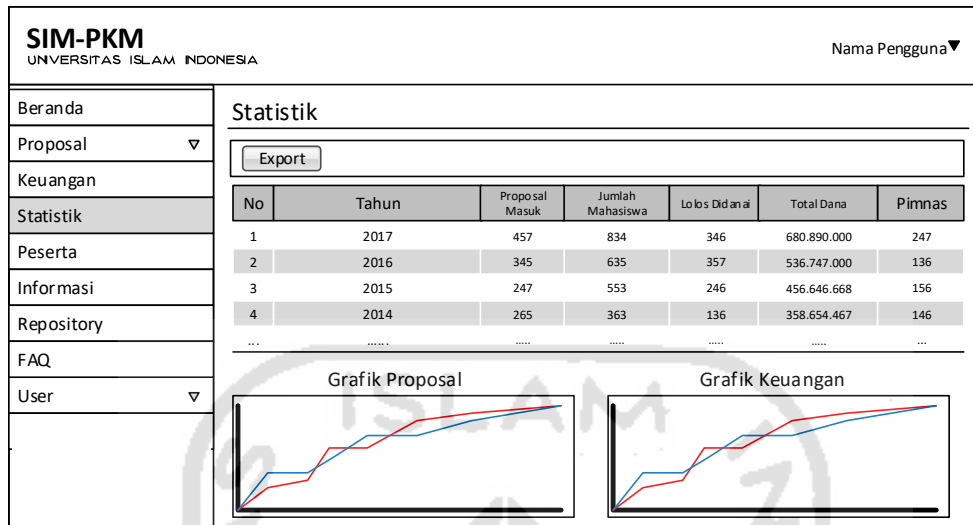 SIM-PKM
UNIVERSITAS ISLAM INDONESIA
Nama Pengguna
Beranda
Proposal
Keuangan
Statistik
Peserta
Informasi
Repository
FAQ
User
Statistik
Export
No Tahun Proposal Masuk Jumlah Mahasiswa Lolos Didanai Total Dana Pimnas
1 2017 457 834 346 680.890.000 247
2 2016 345 635 357 536.747.000 136
3 2015 247 553 246 456.646.668 156
4 2014 265 363 136 358.654.467 146
... ...... ..... ..... ..... ..... ...
Grafik Proposal Grafik Keuangan
ISLAM